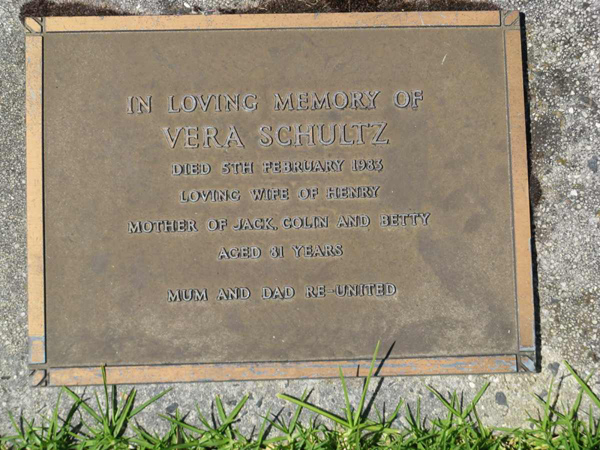 IN LOVING MEMORY OF
VERA SCHULTZ
DIED 5TH FEBRUARY 1983
LOVING WIFE OF HENRY
MOTHER OF JACK, COLIN AND BETTY
AGED 81 YEARS
MUM AND DAD RE-UNITED